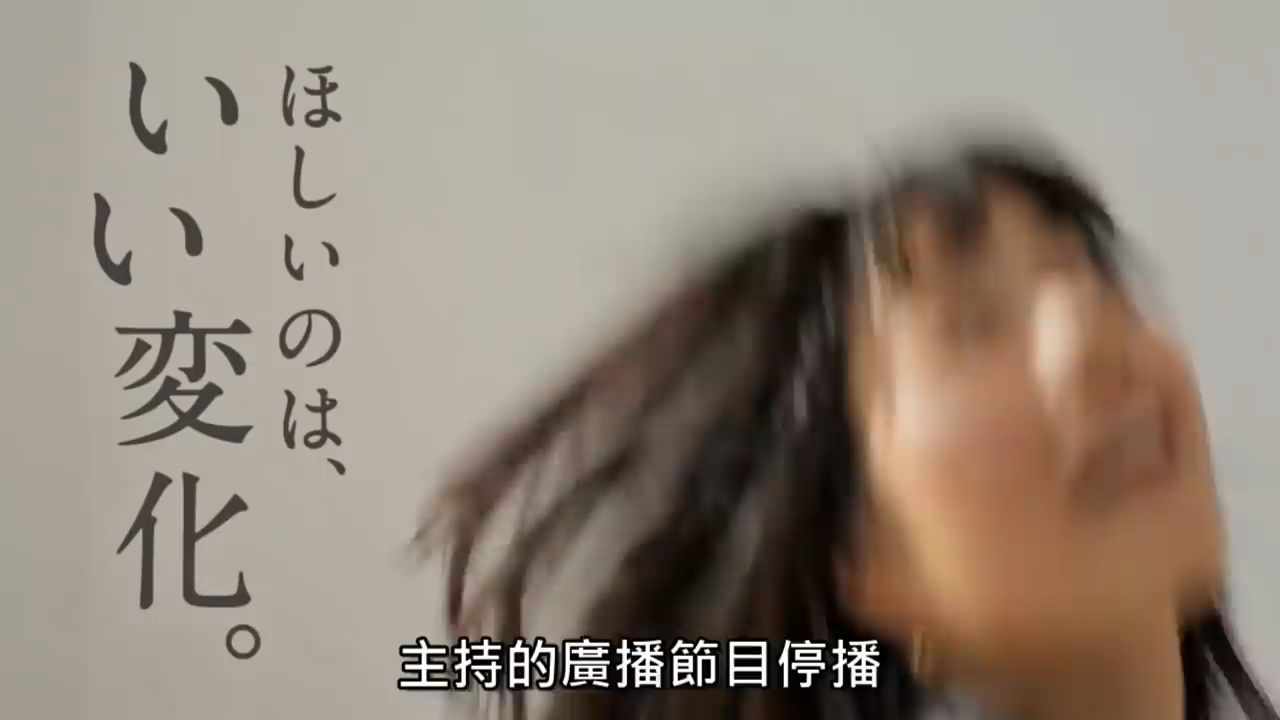 ほしいのは、
いい変化。
主持的廣播節目停播